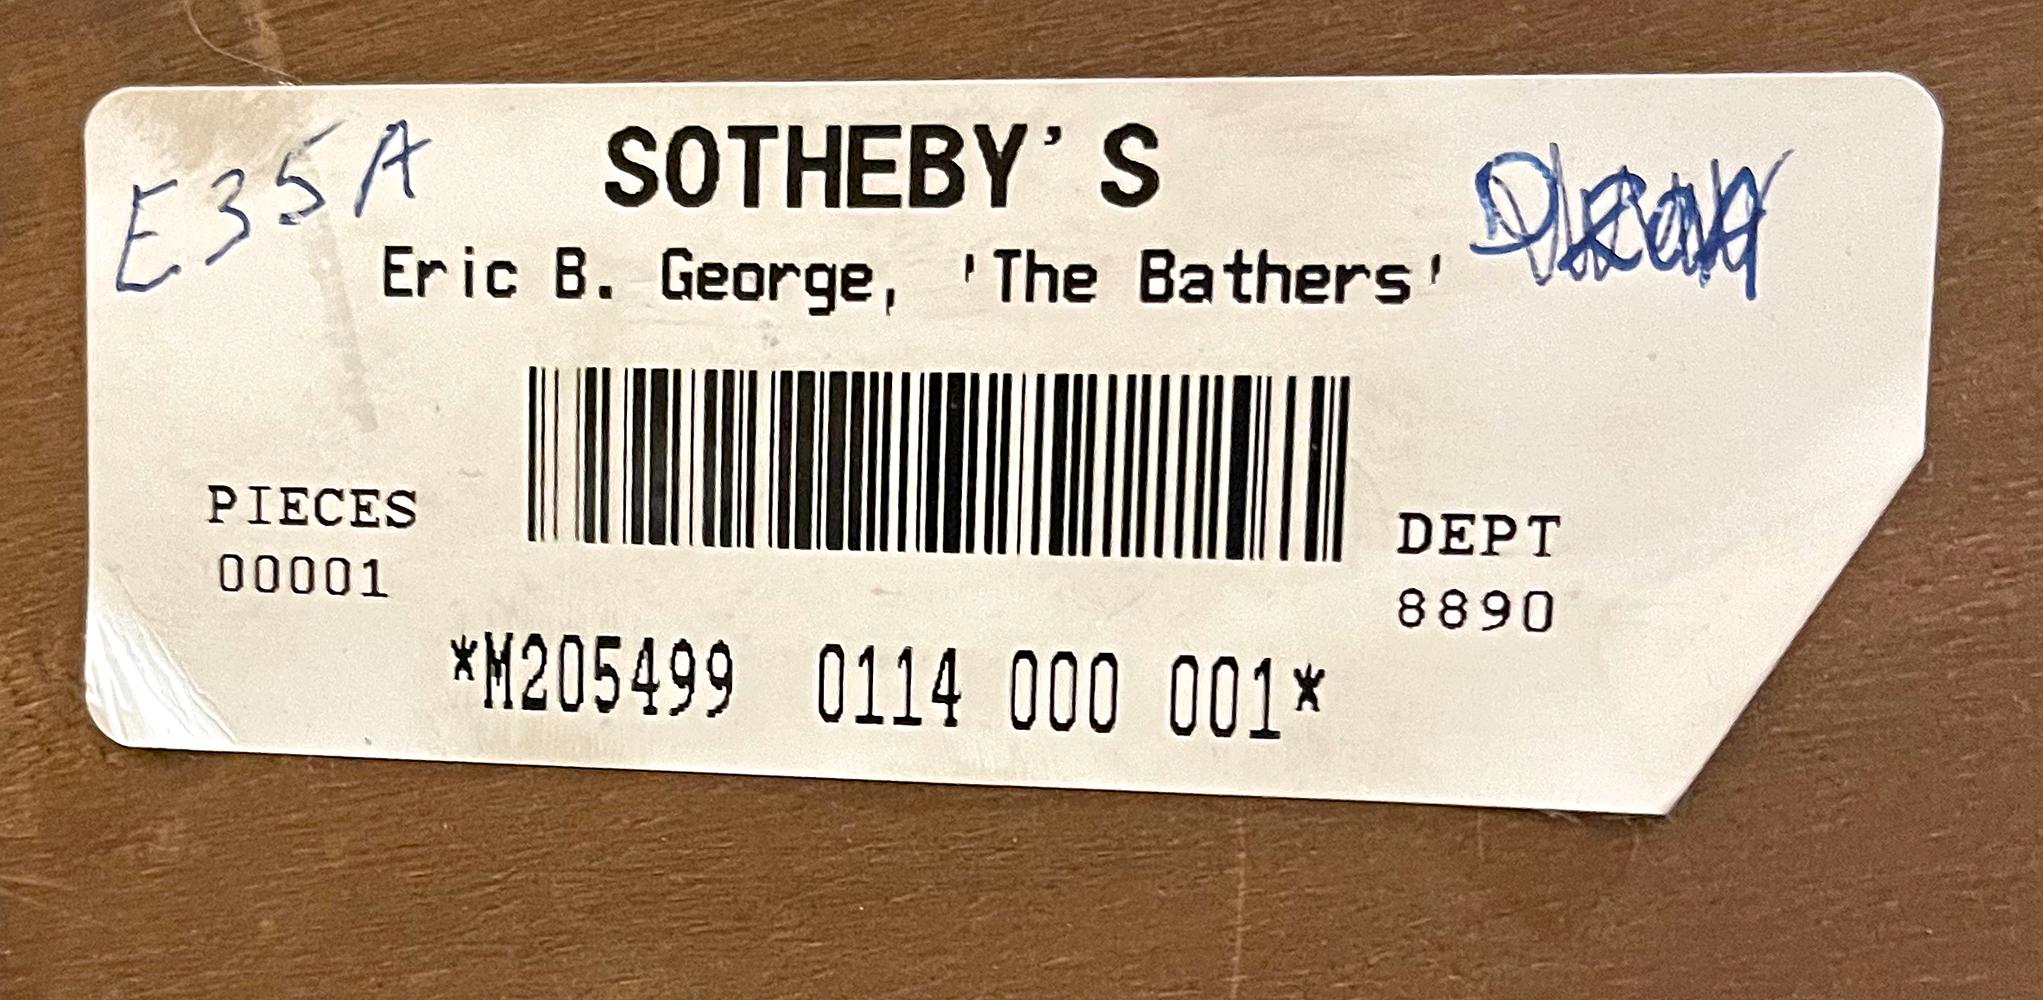 E35A
SOTHEBY'S
Eric B. George, 'The Bathers'
PIECES
00001
DEPT
8890
*M205499 0114 000 001*